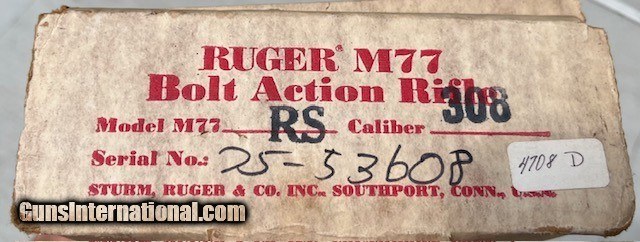 RUGER® M77
Bolt Action Rifle
Model M77 RS Caliber 308
Serial No.: 75-53608
4708 D
STURM, RUGER & CO. INC., SOUTHPORT, CONN., U.S.A.
GunsInternational.com